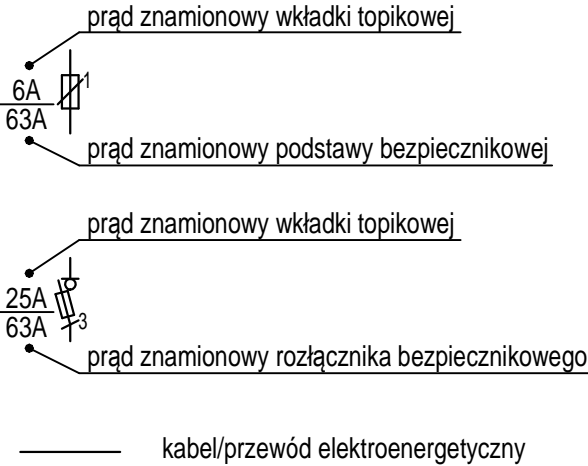 prąd znamionowy wkładki topikowej
6A
1
63A
prąd znamionowy podstawy bezpiecznikowej
prąd znamionowy wkładki topikowej
25A
63A
3
prąd znamionowy rozłącznika bezpiecznikowego
kabel/przewód elektroenergetyczny